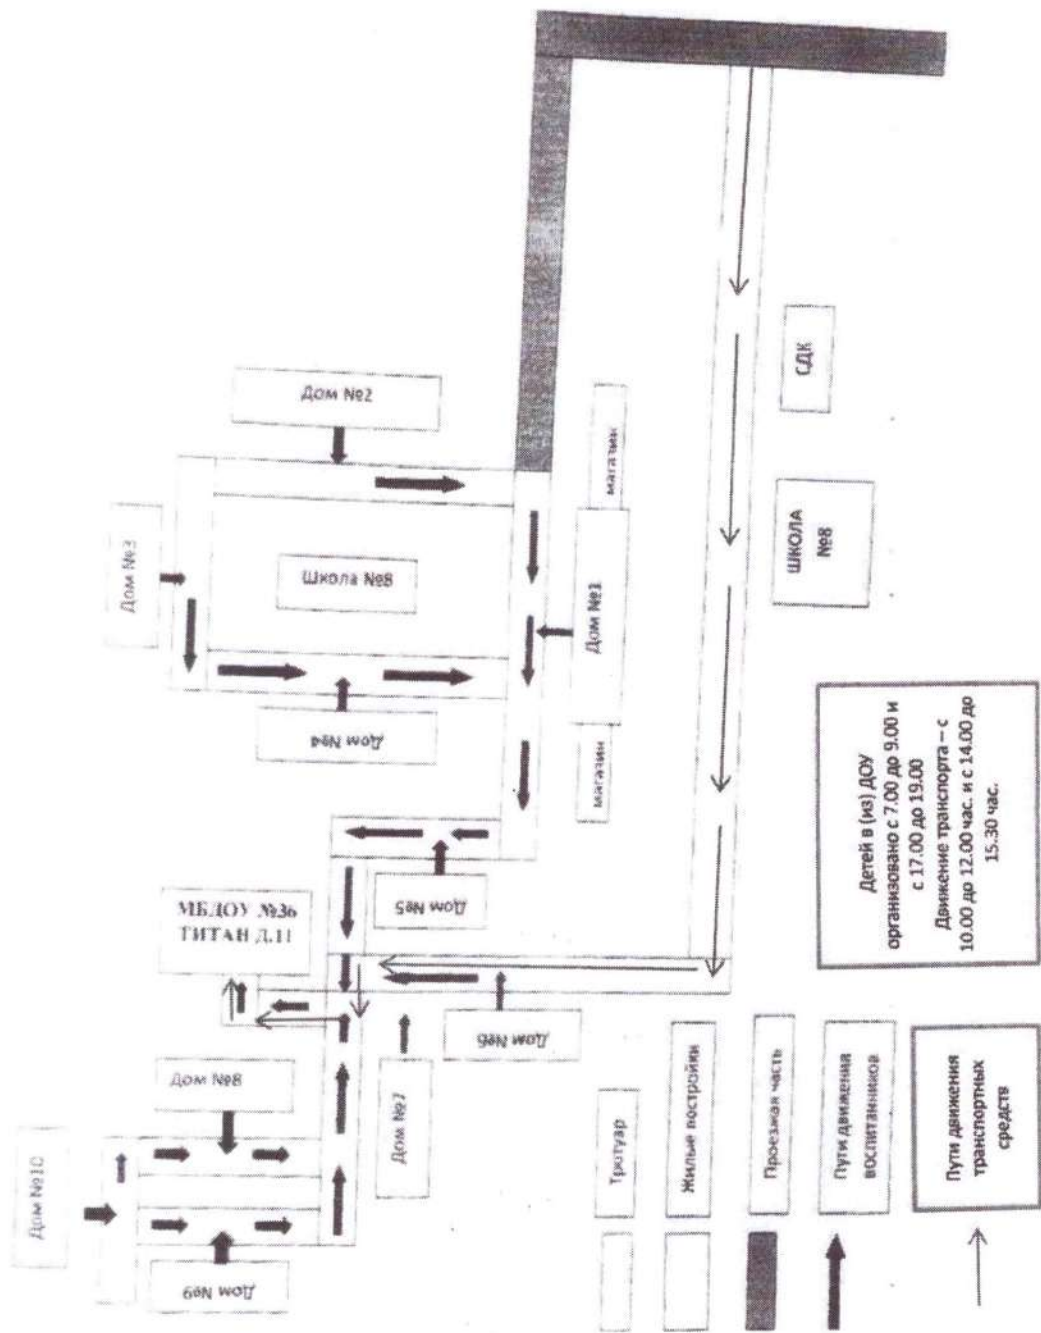 Дом №10
Дом №9
Дом №8
Дом №7
МБДОУ №36
ТИТАН Д.11
Дом №6
Дом №5
Дом №4
Дом №3
Школа №8
Дом №2
магазин
Дом №1
магазин
СДК
ШКОЛА
№8
Детей в (из) ДОУ
организовано с 7.00 до 9.00 и
с 17.00 до 19.00
Движение транспорта – с
10.00 до 12.00 час. и с 14.00 до
15.30 час.
Тротуар
Жилые постройки
Проезжая часть
Пути движения
воспитанников
Пути движения
транспортных
средств